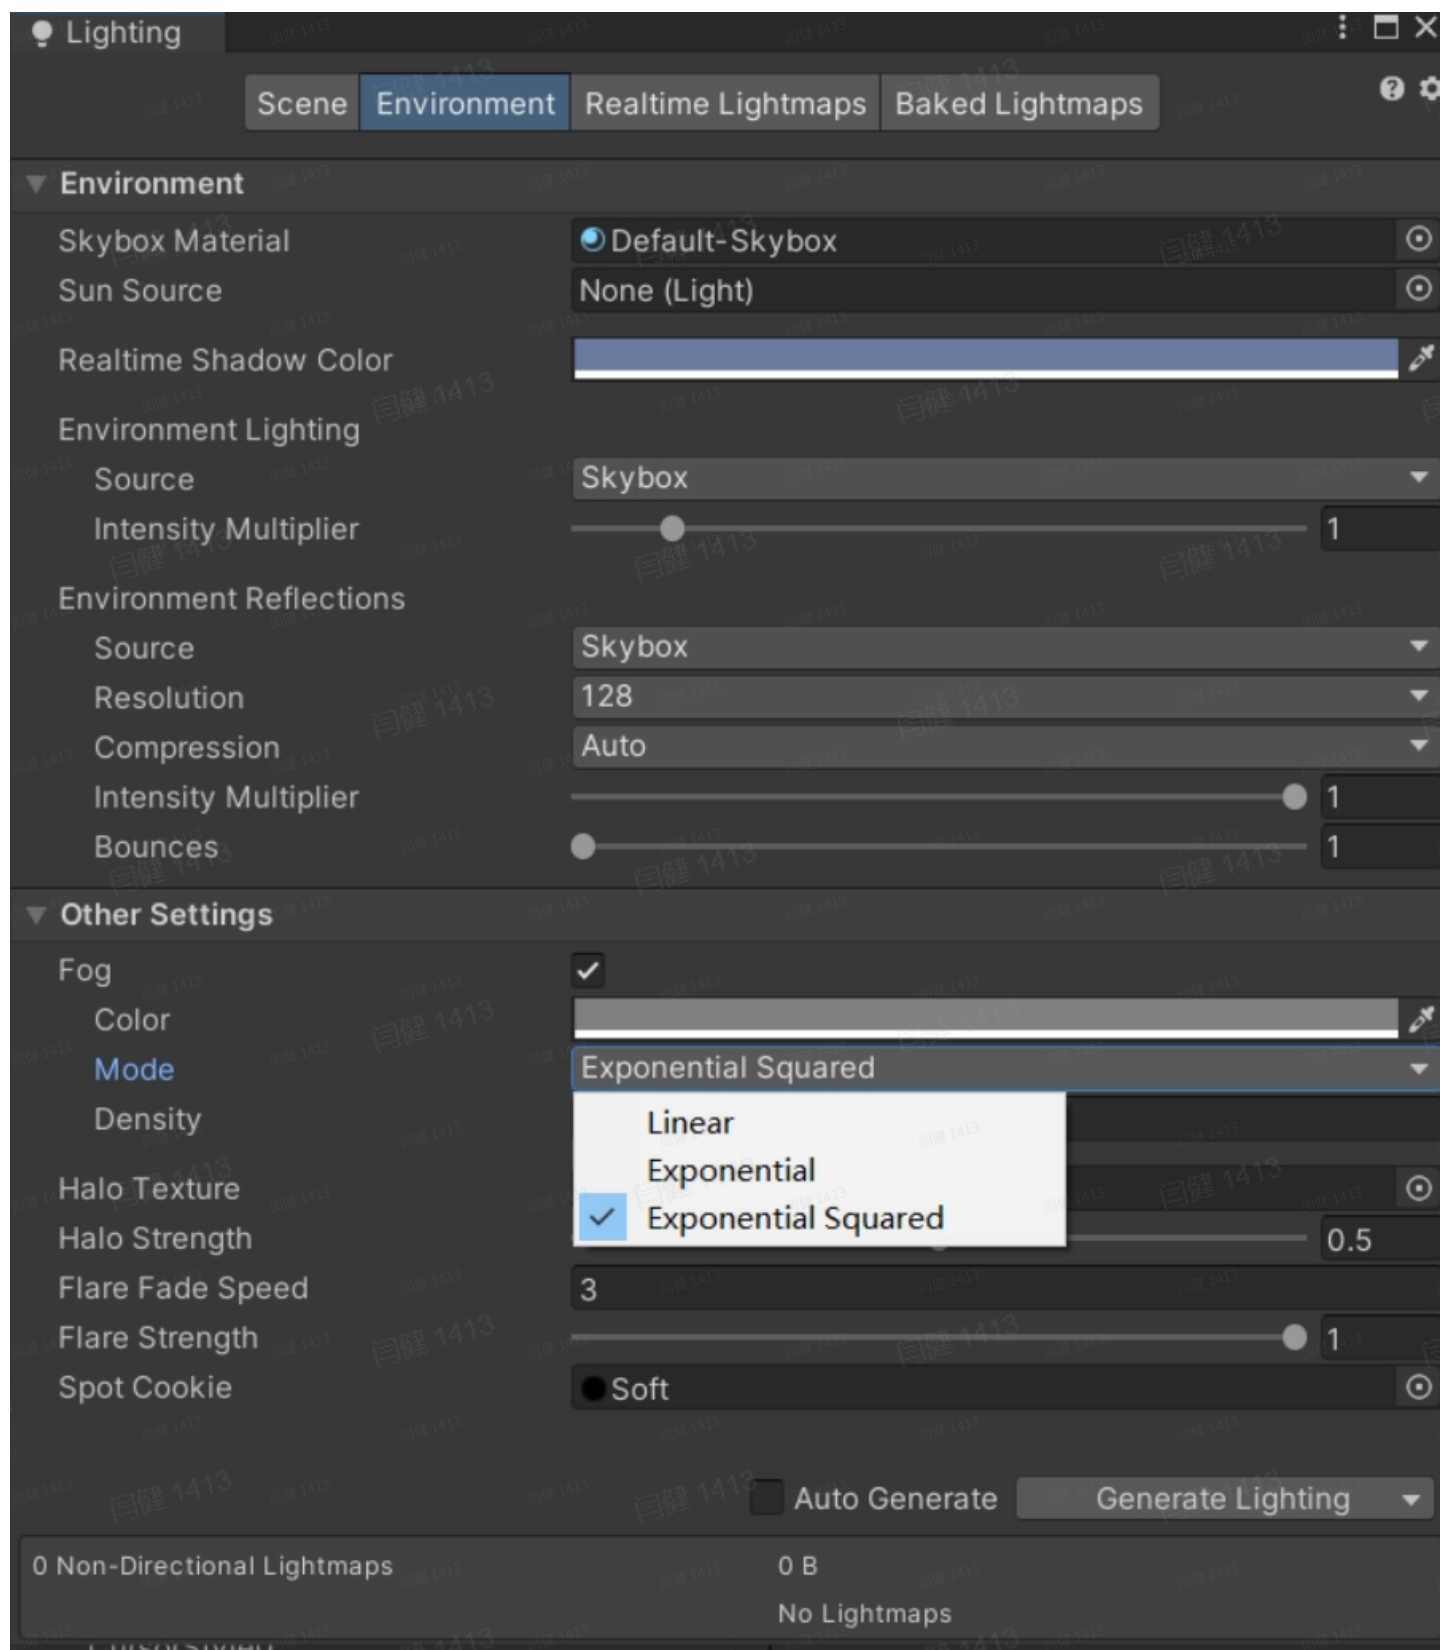 Lighting
Scene Environment Realtime Lightmaps Baked Lightmaps
Environment
Skybox Material Default-Skybox
Sun Source None (Light)
Realtime Shadow Color
Environment Lighting
Source Skybox
Intensity Multiplier 1
Environment Reflections
Source Skybox
Resolution 128
Compression Auto
Intensity Multiplier 1
Bounces 1
Other Settings
Fog
Color
Mode Exponential Squared
Density Linear
Exponential
Halo Texture
Exponential Squared
Halo Strength 0.5
Flare Fade Speed 3
Flare Strength 1
Spot Cookie Soft
Auto Generate Generate Lighting
0 Non-Directional Lightmaps 0 B
No Lightmaps
闫健 1413